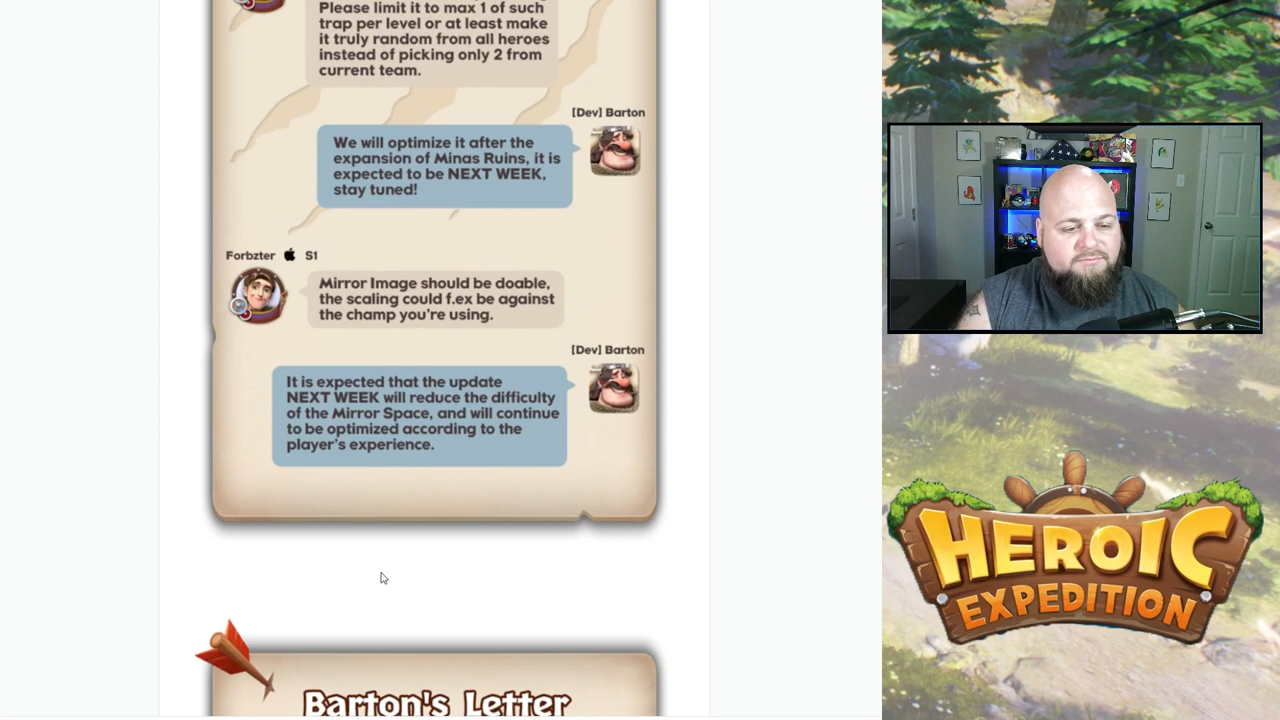 Please limit it to max 1 of such
trap per level or at least make
it truly random from all heroes
instead of picking only 2 from
current team.
[Dev] Barton
We will optimize it after the
expansion of Minas Ruins, it is
expected to be NEXT WEEK,
stay tuned!
Forbzter S1
Mirror Image should be doable,
the scaling could f.ex be against
the champ you're using.
[Dev] Barton
It is expected that the update
NEXT WEEK will reduce the difficulty
of the Mirror Space, and will continue
to be optimized according to the
player's experience.
Barton's Letter
HEROIC
EXPEDITION